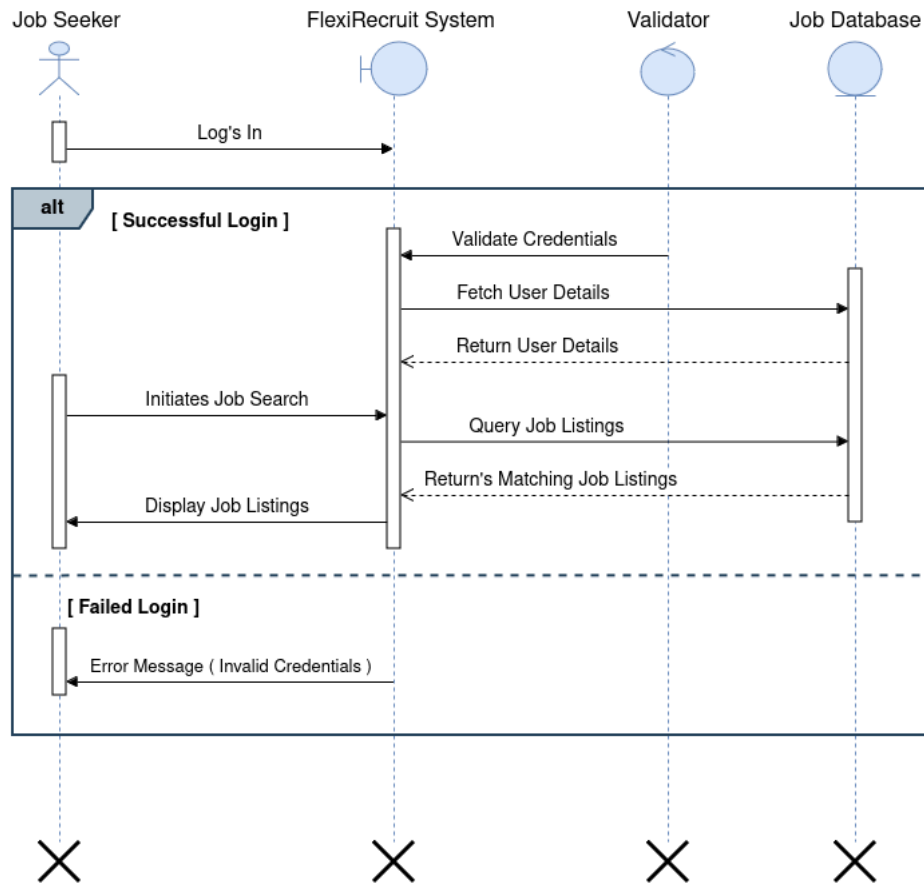 Job Seeker
FlexiRecruit System
Validator
Job Database
Log's In
alt
[ Successful Login ]
Validate Credentials
Fetch User Details
Return User Details
Initiates Job Search
Query Job Listings
Return's Matching Job Listings
Display Job Listings
[ Failed Login ]
Error Message ( Invalid Credentials )